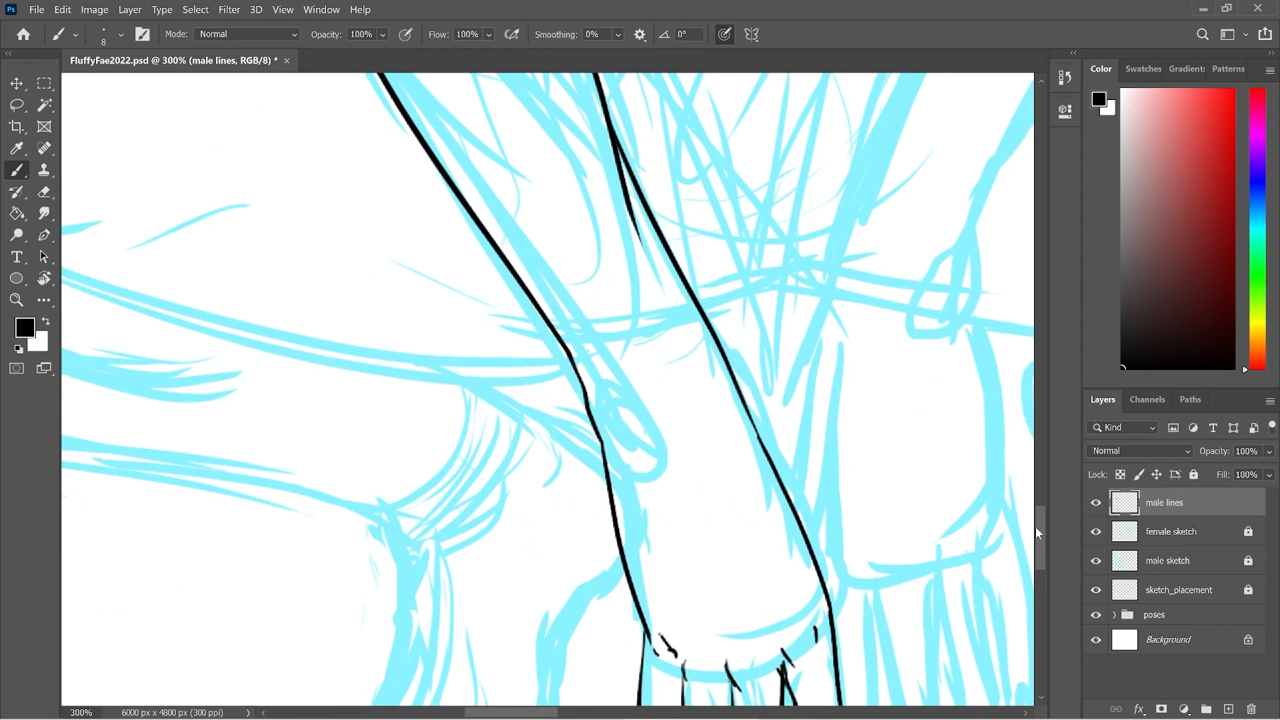 Ps File Edit Image Layer Type Select Filter 3D View Window Help
8 Mode: Normal Opacity: 100% Flow: 100% Smoothing: 0% 0°
FluffyFae2022.psd @ 300% (male lines, RGB/8) * ×
Color Swatches Gradients Patterns
Layers Channels Paths
Kind
Normal Opacity: 100%
Lock: Fill: 100%
male lines
female sketch
male sketch
sketch_placement
poses
Background
300% 6000 px x 4800 px (300 ppi)
fx